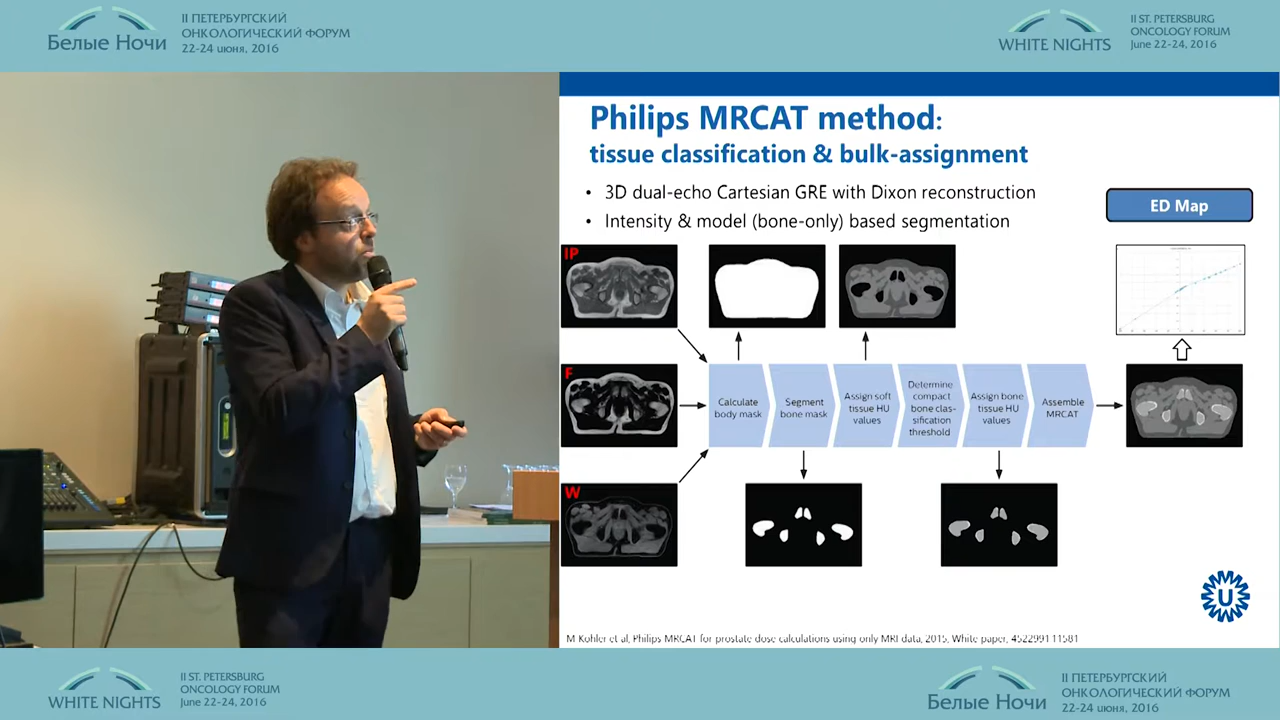 Белые Ночи
II ПЕТЕРБУРГСКИЙ
ОНКОЛОГИЧЕСКИЙ ФОРУМ
22-24 июня, 2016
WHITE NIGHTS
II ST. PETERSBURG
ONCOLOGY FORUM
June 22-24, 2016
Philips MRCAT method:
tissue classification & bulk-assignment
• 3D dual-echo Cartesian GRE with Dixon reconstruction
• Intensity & model (bone-only) based segmentation
ED Map
IP
F
W
Calculate
body mask
Segment
bone mask
Assign soft
tissue HU
values
Determine
compact
bone clas-
sification
threshold
Assign bone
tissue HU
values
Assemble
MRCAT
U
M Kohler et al, Philips MRCAT for prostate dose calculations using only MRI data, 2015, White paper, 4522991 11581
WHITE NIGHTS
II ST. PETERSBURG
ONCOLOGY FORUM
June 22-24, 2016
Белые Ночи
II ПЕТЕРБУРГСКИЙ
ОНКОЛОГИЧЕСКИЙ ФОРУМ
22-24 июня, 2016